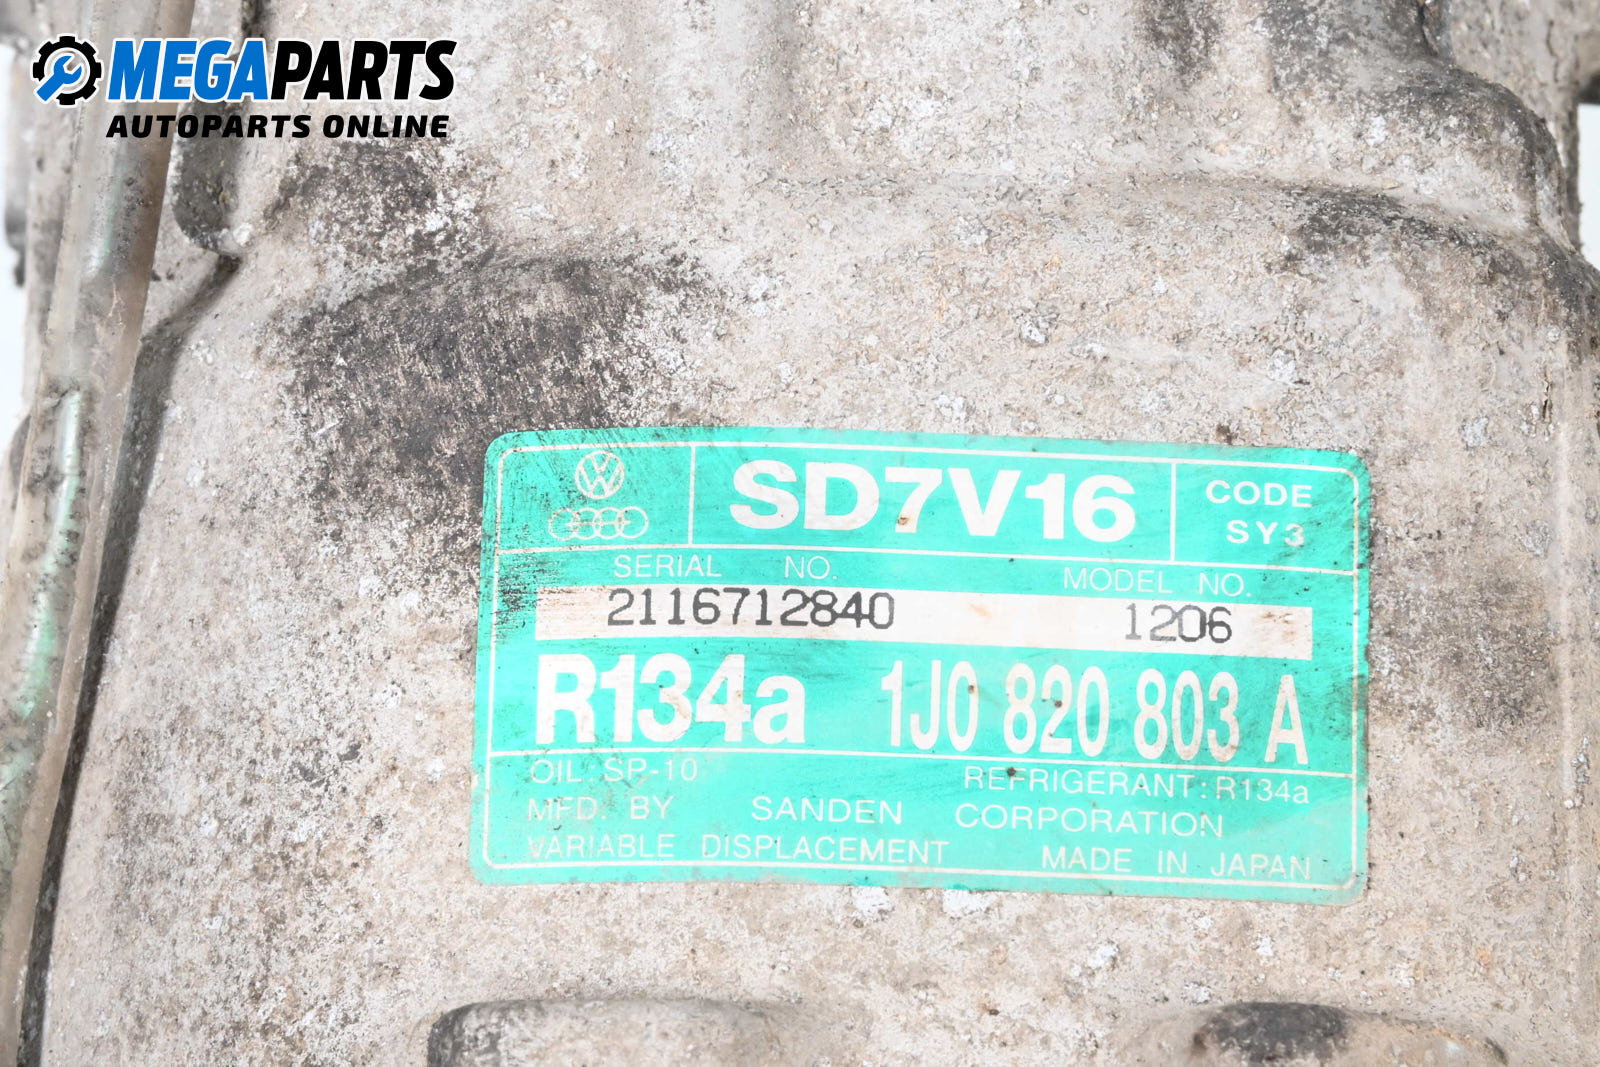 MEGAPARTS
AUTOPARTS ONLINE
SD7V16
CODE
SY3
SERIAL NO. MODEL NO.
2116712840 1206
R134a 1J0 820 803 A
OIL: SP-10 REFRIGERANT: R134a
MFD. BY SANDEN CORPORATION
VARIABLE DISPLACEMENT MADE IN JAPAN